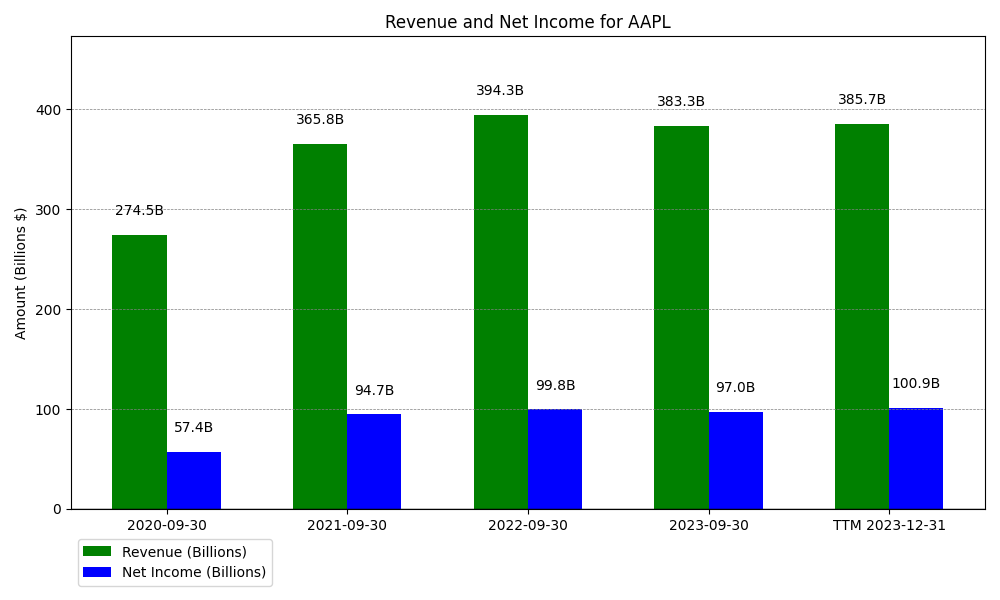 Revenue and Net Income for AAPL
Amount (Billions $)
400
300
200
100
0
274.5B
57.4B
365.8B
94.7B
394.3B
99.8B
383.3B
97.0B
385.7B
100.9B
2020-09-30
2021-09-30
2022-09-30
2023-09-30
TTM 2023-12-31
Revenue (Billions)
Net Income (Billions)